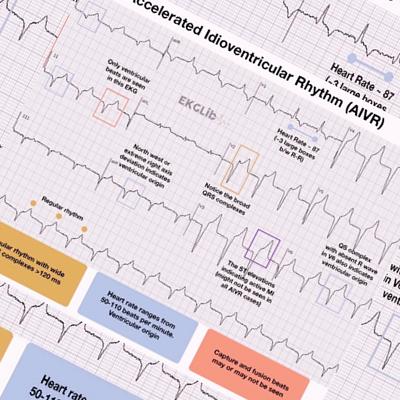 Accelerated Idioventricular Rhythm (AIVR)
Heart Rate - 87
(~3 large boxes
Only ventricular
beats are seen
in this EKG
EKGLib
Heart Rate - 87
(~3 large boxes
b/w R-R)
North west or
extreme right axis
deviation indicates
ventricular origin
Notice the broad
QRS complexes
Regular rhythm
The ST elevations
indicating active MI
(might not be seen in
all AIVR cases)
QS complex
with absent R wave
in V6 also indicates
ventricular origin
rhythm with wide
complexes >120 ms
Heart rate ranges from
50-110 beats per minute.
Ventricular origin
Capture and fusion beats
may or may not be seen
Heart rate
II
III
V2
V3